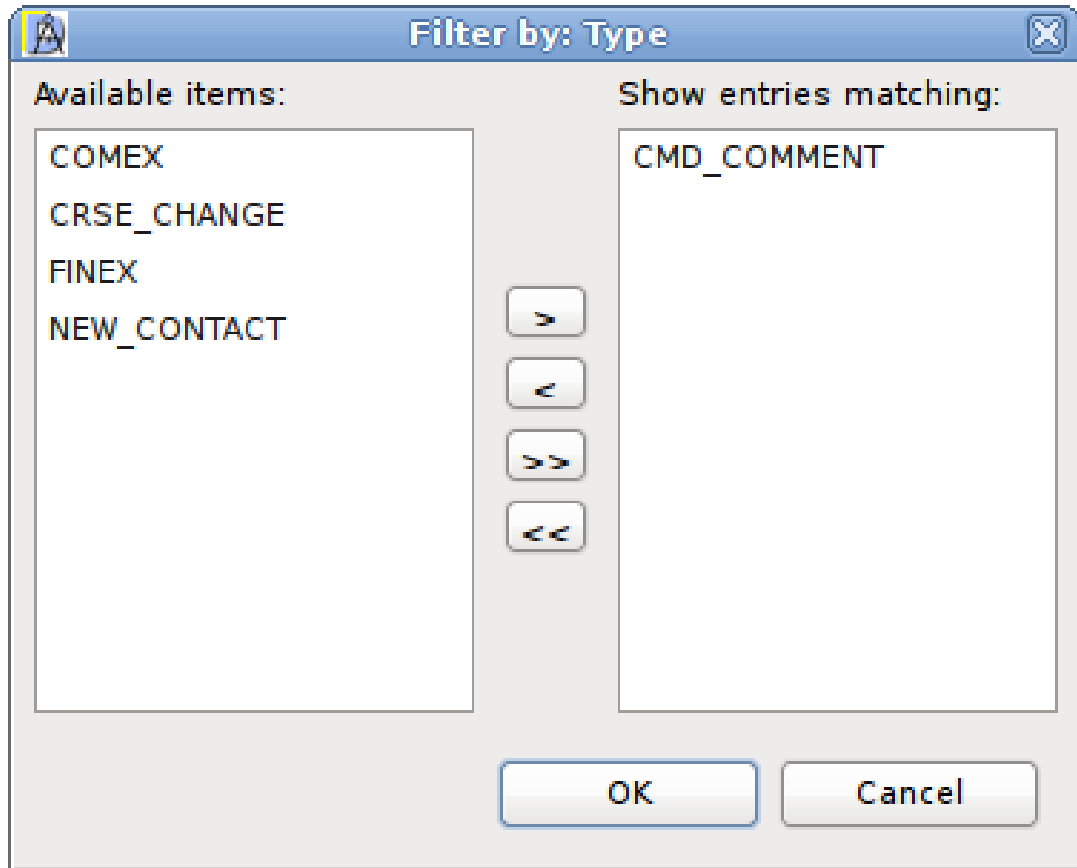 Filter by: Type
Available items:
COMEX
CRSE_CHANGE
FINEX
NEW_CONTACT
>
<
>>
<<
Show entries matching:
CMD_COMMENT
OK
Cancel